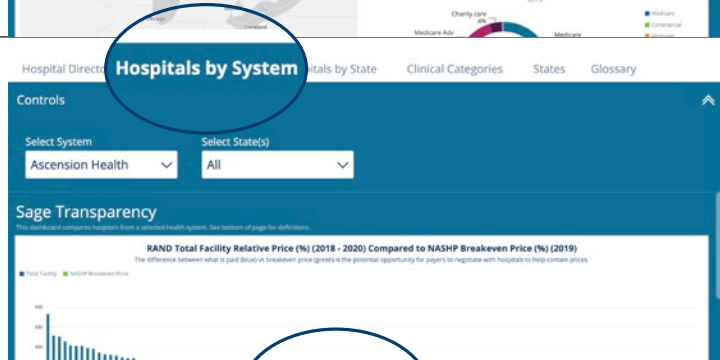 Charity care
4%
Medicare Adv
Medicare
Medicare
Commercial
Hospital Directo
Hospitals by System
pitals by State
Clinical Categories
States
Glossary
Controls
Select System
Select State(s)
Ascension Health
All
Sage Transparency
This dashboard compares hospitals from a selected health system. See bottom of page for definitions.
RAND Total Facility Relative Price (%) (2018 - 2020) Compared to NASHP Breakeven Price (%) (2019)
The difference between what is paid (blue) vs breakeven price (green) is the potential opportunity for payers to negotiate with hospitals to help contain prices.
Total Facility
NASHP Breakeven Price